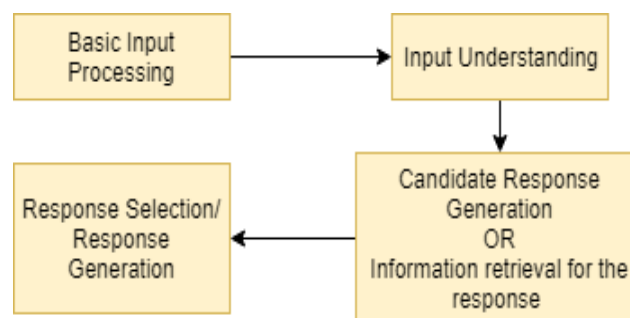 Basic Input
Processing
Input Understanding
Candidate Response
Generation
OR
Information retrieval for the
response
Response Selection/
Response
Generation